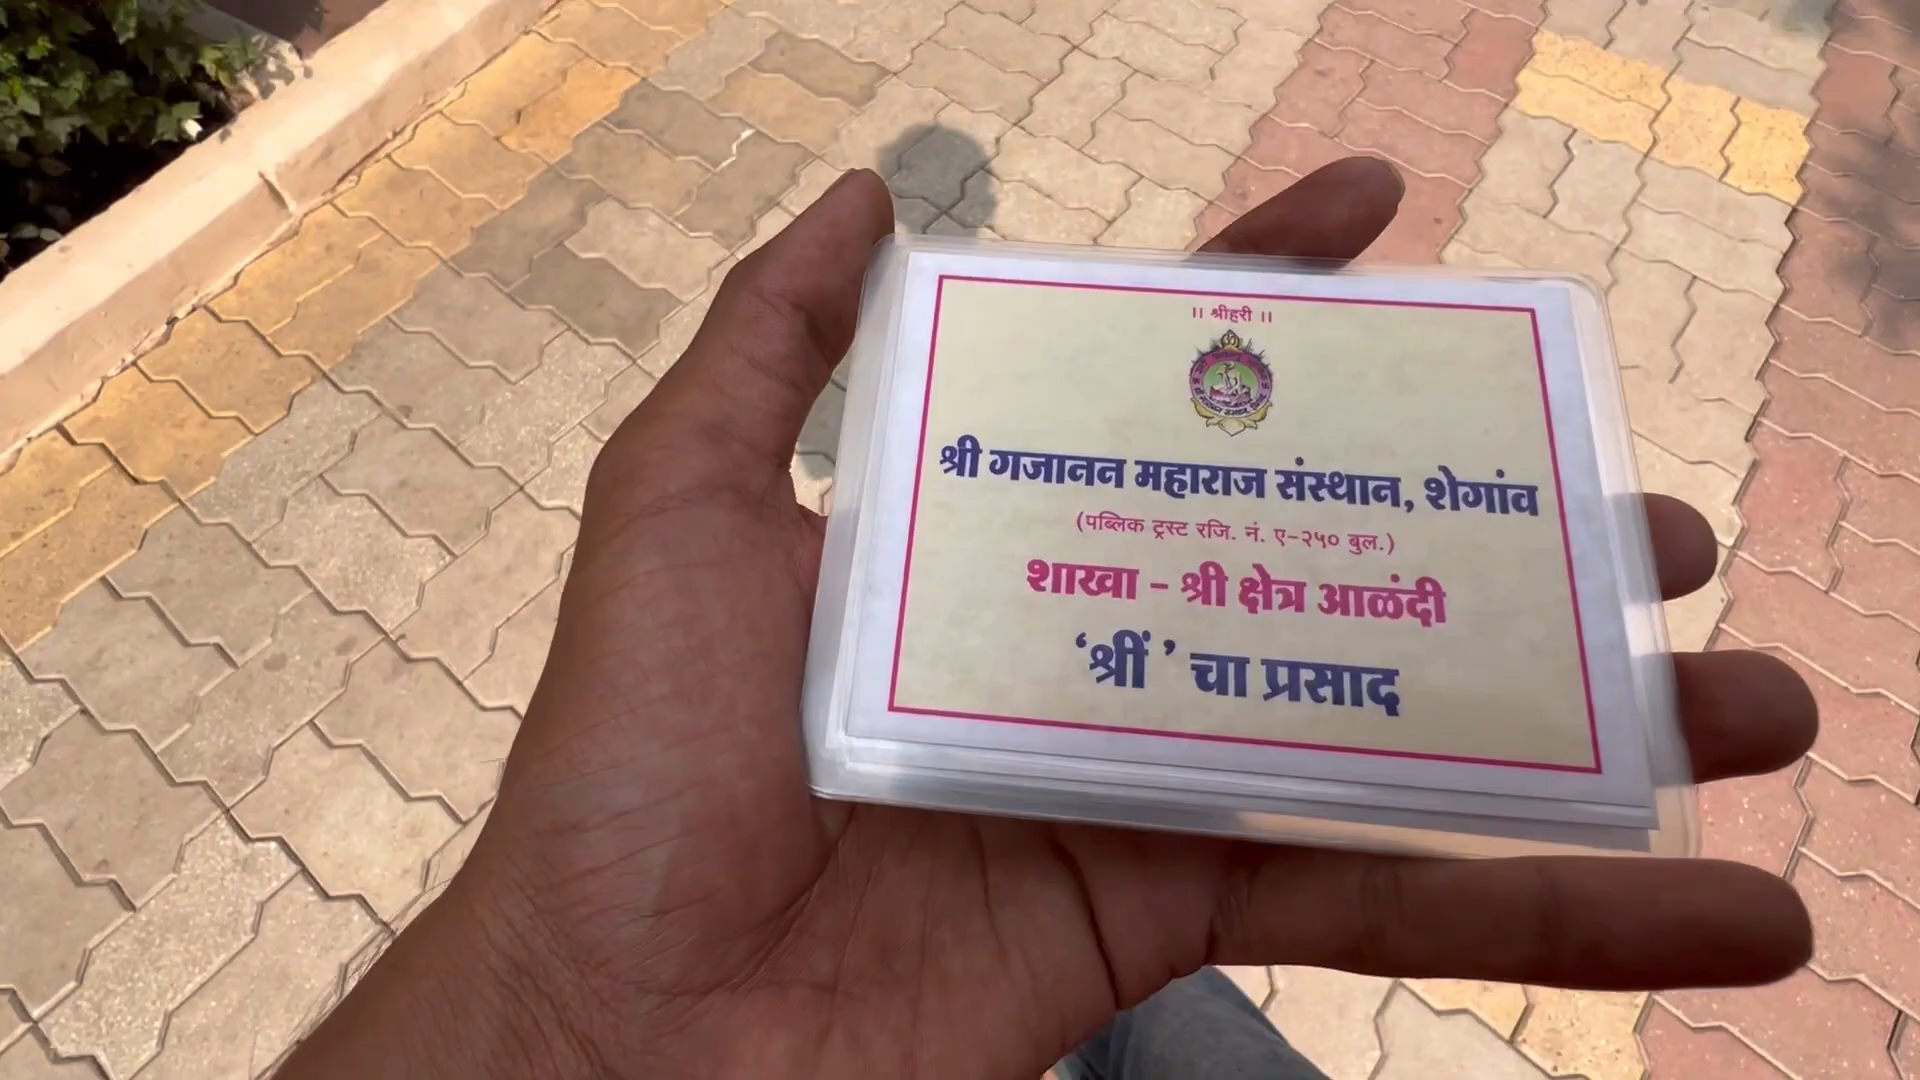 ।। श्रीहरी ।।
श्री गजानन महाराज संस्थान, शेगांव
(पब्लिक ट्रस्ट रजि. नं. ए-२५० बुल.)
शाखा - श्री क्षेत्र आळंदी
‘श्रीं’ चा प्रसाद